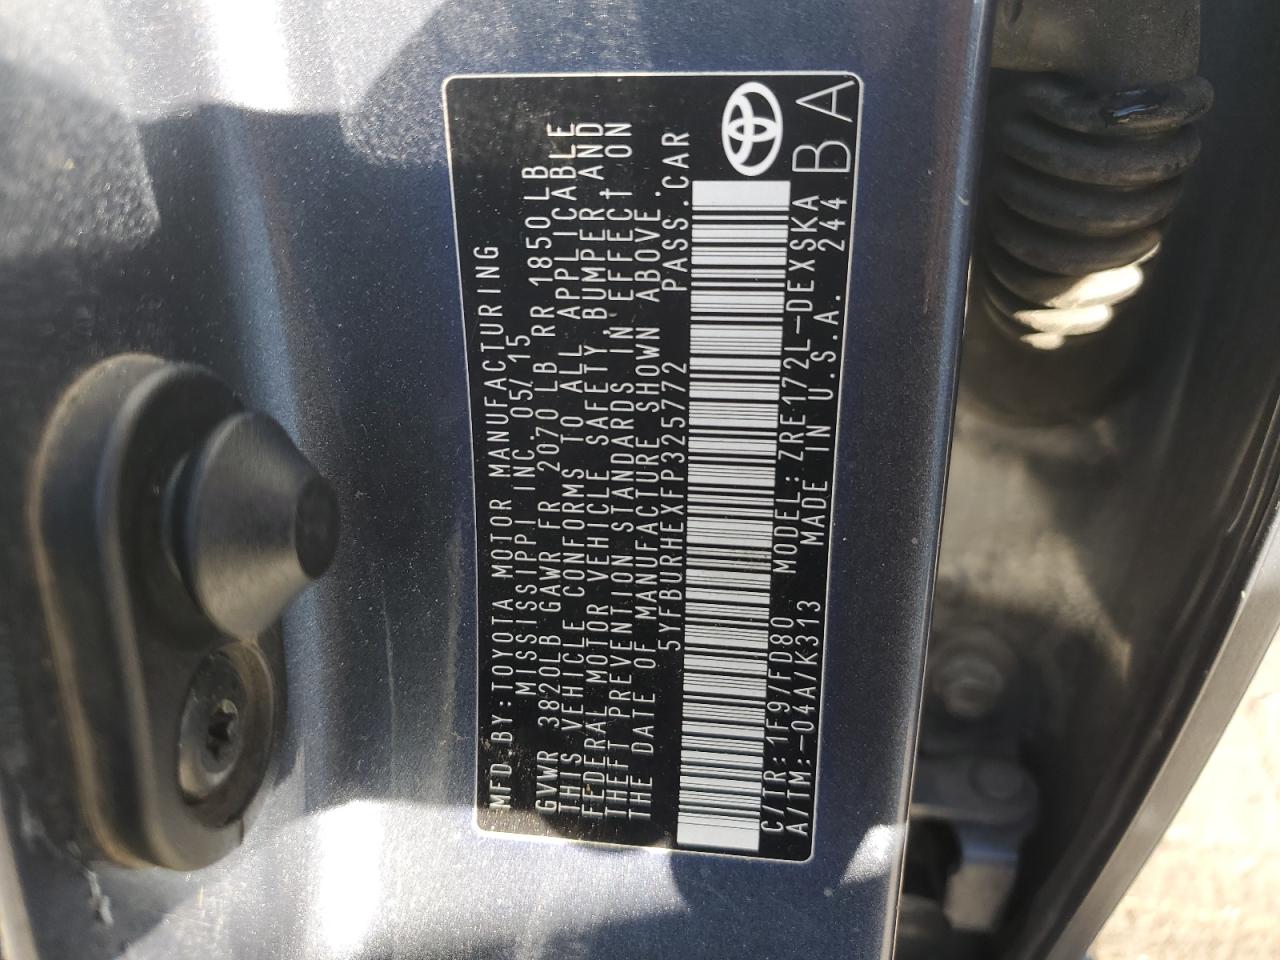 MFD.BY:TOYOTA MOTOR MANUFACTURING
MISSISSIPPI INC. 05/15
GVWR 3820LB GAWR FR 2070 LB RR 1850 LB
THIS VEHICLE CONFORMS TO ALL APPLICABLE
FEDERAL MOTOR VEHICLE SAFETY, BUMPER, AND
THEFT PREVENTION STANDARDS IN EFFECT ON
THE DATE OF MANUFACTURE SHOWN ABOVE.
5YFBURHEXFP325772 PASS. CAR
C/TR:1F9/FD80 MODEL:ZRE172L-DEXSKA
A/TM:-04A/K313 MADE IN U.S.A. 244
B A